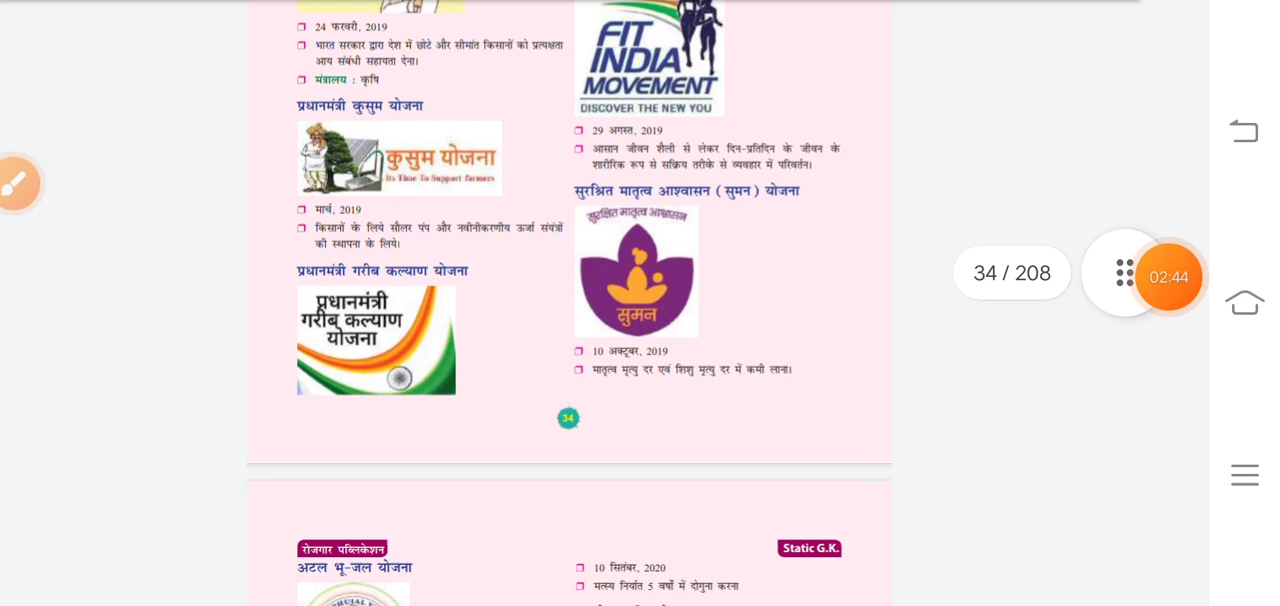 24 फरवरी, 2019
भारत सरकार द्वारा देश में छोटे और सीमांत किसानों को प्रत्यक्षता
आय संबंधी सहायता देना।
मंत्रालय : कृषि
प्रधानमंत्री कुसुम योजना
कुसुम योजना
Its Time To Support farmers
मार्च, 2019
किसानों के लिये सौलर पंप और नवीनीकरणीय ऊर्जा संयंत्रों
की स्थापना के लिये।
प्रधानमंत्री गरीब कल्याण योजना
प्रधानमंत्री
गरीब कल्याण
योजना
FIT
INDIA
MOVEMENT
DISCOVER THE NEW YOU
29 अगस्त, 2019
आसान जीवन शैली से लेकर दिन-प्रतिदिन के जीवन के
शारीरिक रूप से सक्रिय तरीके से व्यवहार में परिवर्तन।
सुरक्षित मातृत्व आश्वासन ( सुमन ) योजना
सुरक्षित मातृत्व आश्वासन
सुमन
10 अक्टूबर, 2019
मातृत्व मृत्यु दर एवं शिशु मृत्यु दर में कमी लाना।
34
34 / 208
02:44
रोजगार पब्लिकेशन
Static G.K.
अटल भू-जल योजना
10 सितंबर, 2020
मत्स्य निर्यात 5 वर्षों में दोगुना करना